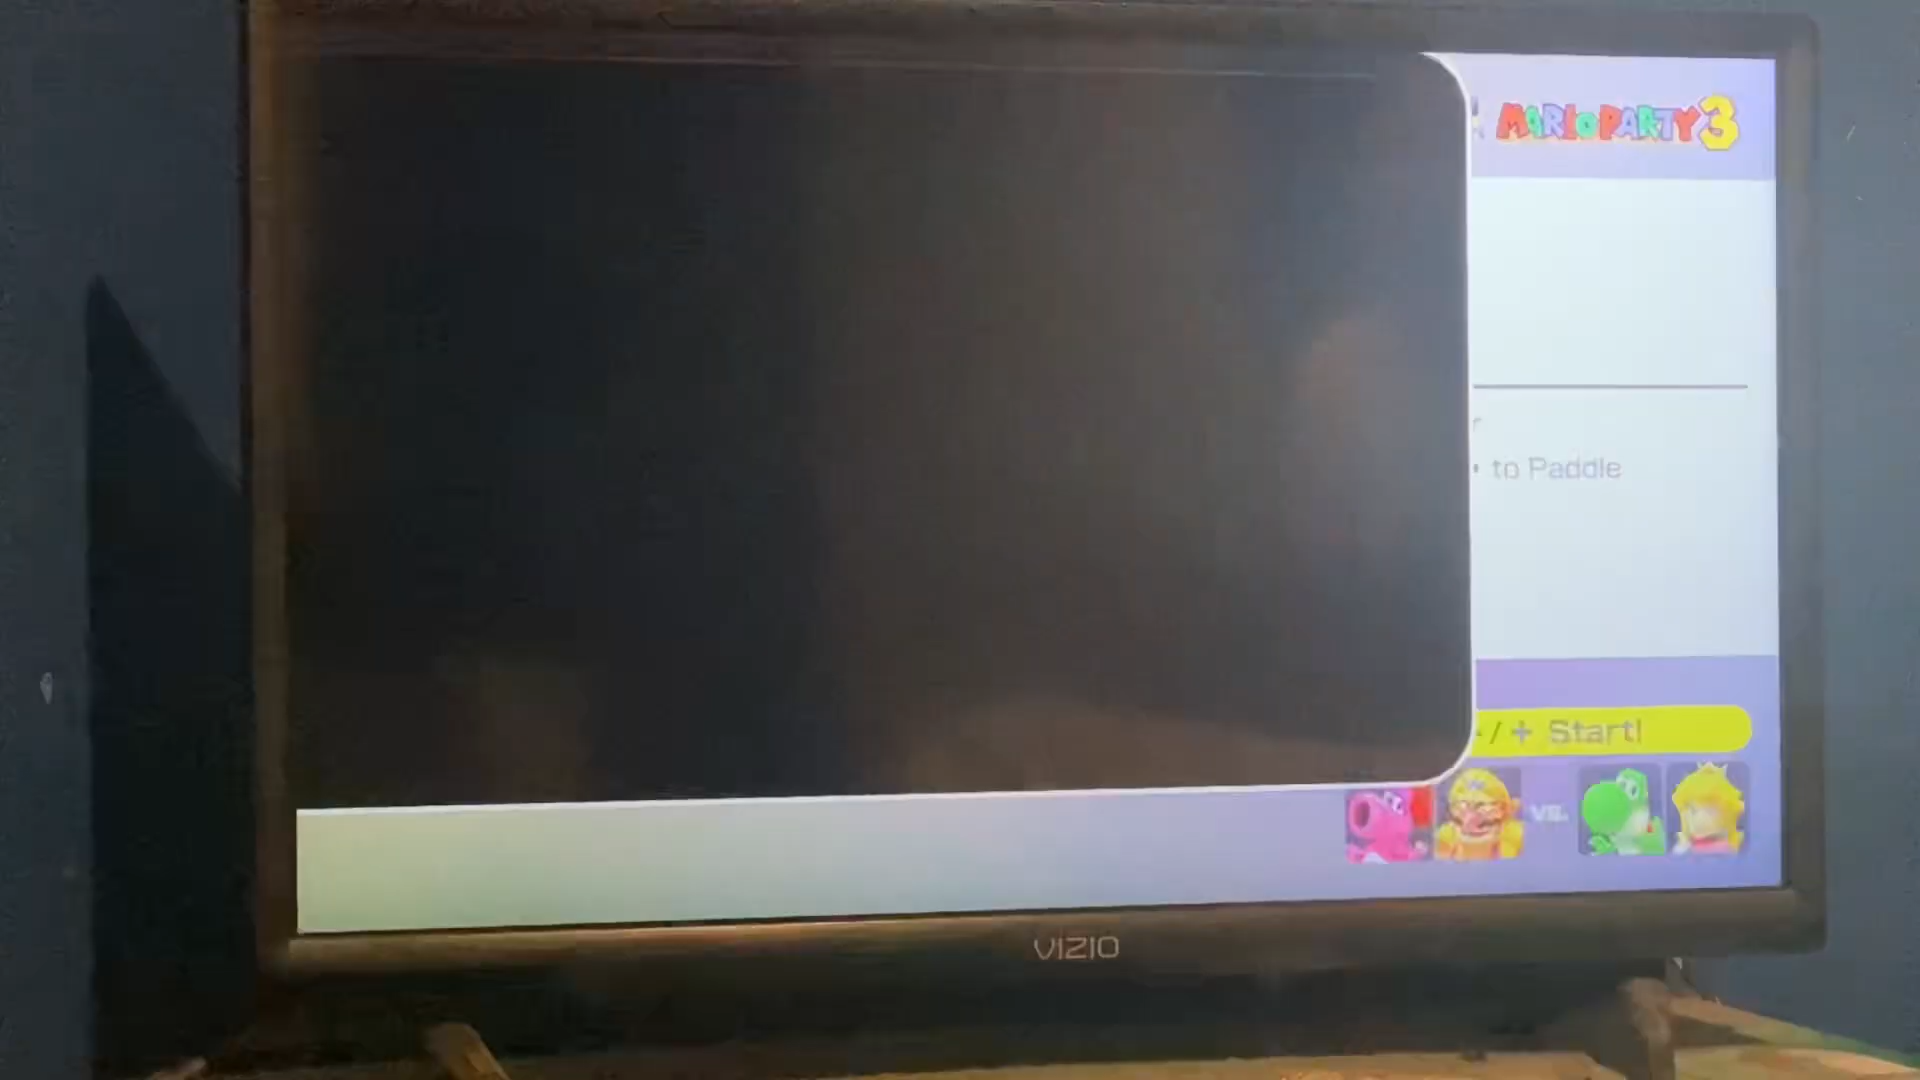 MARIO PARTY 3
to Paddle
/ + Start!
vs.
VIZIO